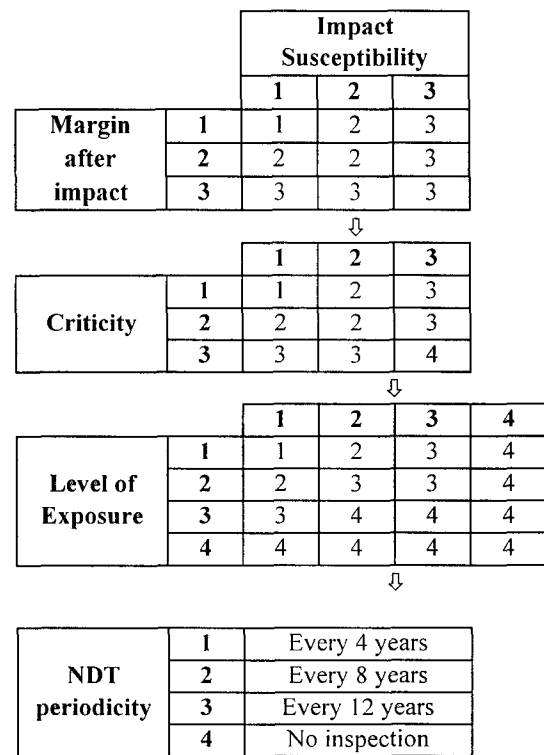 Impact
Susceptibility
1 2 3
Margin after impact 1 1 2 3
2 2 2 3
3 3 3 3
⇩
1 2 3
Criticity 1 1 2 3
2 2 2 3
3 3 3 4
⇩
1 2 3 4
Level of Exposure 1 1 2 3 4
2 2 3 3 4
3 3 4 4 4
4 4 4 4 4
⇩
NDT periodicity 1 Every 4 years
2 Every 8 years
3 Every 12 years
4 No inspection